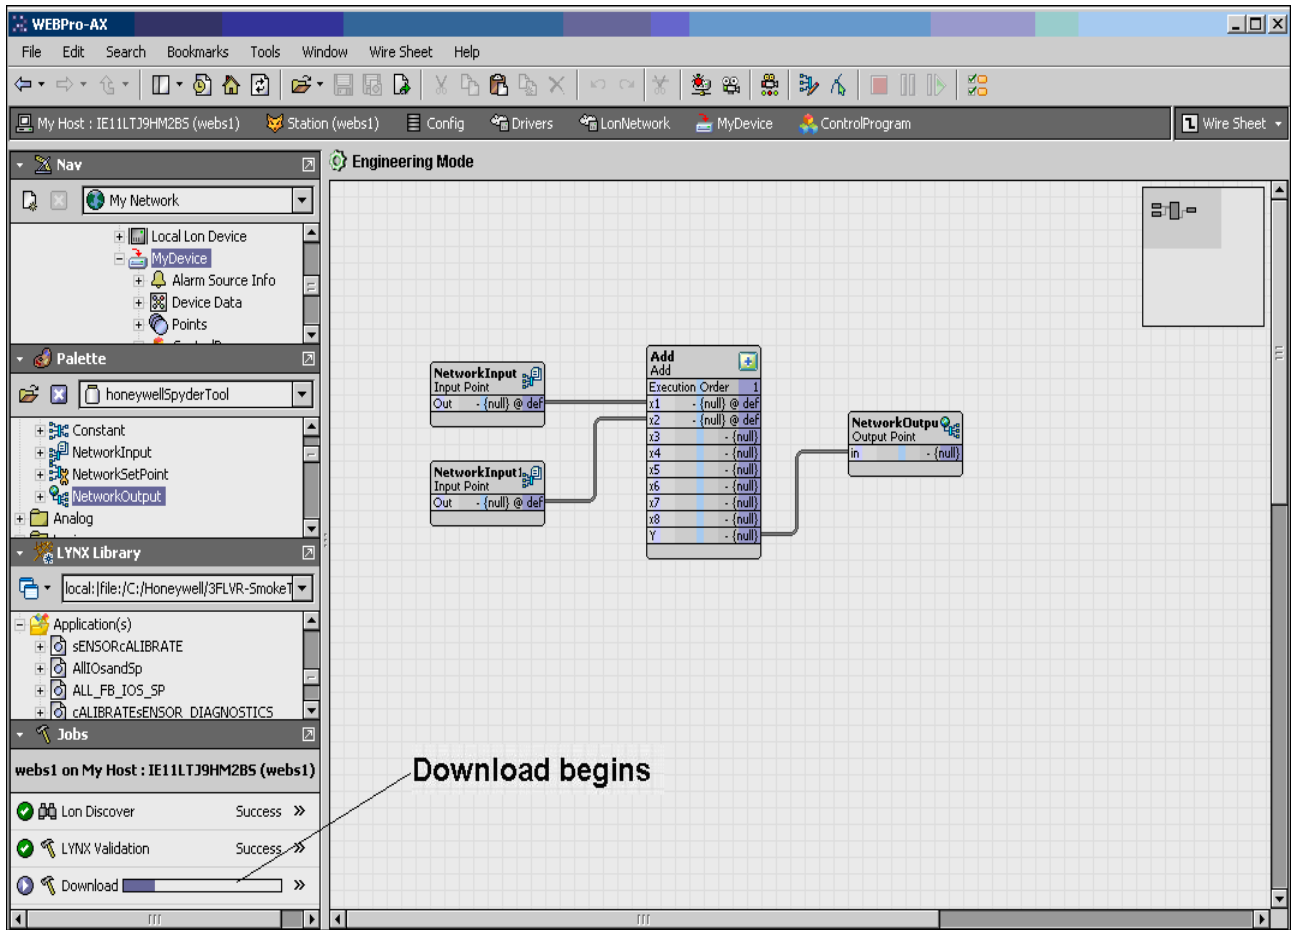 WEBPro-AX
File Edit Search Bookmarks Tools Window Wire Sheet Help
My Host : IE11LTJ9HM2B5 (webs1) Station (webs1) Config Drivers LonNetwork MyDevice ControlProgram Wire Sheet
Nav
My Network
Local Lon Device
MyDevice
Alarm Source Info
Device Data
Points
Palette
honeywellSpyderTool
Constant
NetworkInput
NetworkSetPoint
NetworkOutput
Analog
LYNX Library
local:|file:/C:/Honeywell/3FLVR-SmokeT
Application(s)
sENSORcALIBRATE
AllIOsandSp
ALL_FB_IOS_SP
cALIBRATEsENSOR_DIAGNOSTICS
Jobs
webs1 on My Host : IE11LTJ9HM2B5 (webs1)
Lon Discover Success »
LYNX Validation Success »
Download »
Engineering Mode
NetworkInput
Input Point
Out - {null} @ def
NetworkInput1
Input Point
Out - {null} @ def
Add
Add
Execution Order 1
x1 - {null} @ def
x2 - {null} @ def
x3 - {null}
x4 - {null}
x5 - {null}
x6 - {null}
x7 - {null}
x8 - {null}
Y - {null}
NetworkOutpu
Output Point
in - {null}
Download begins